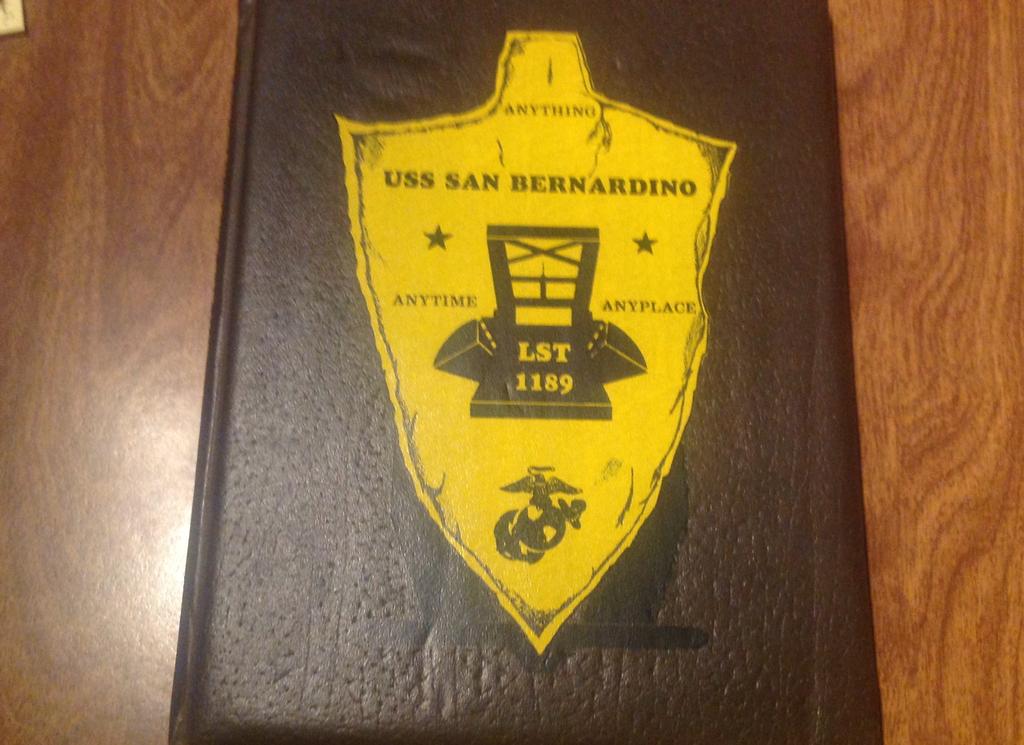 ANYTHING
USS SAN BERNARDINO
ANYTIME
ANYPLACE
LST
1189